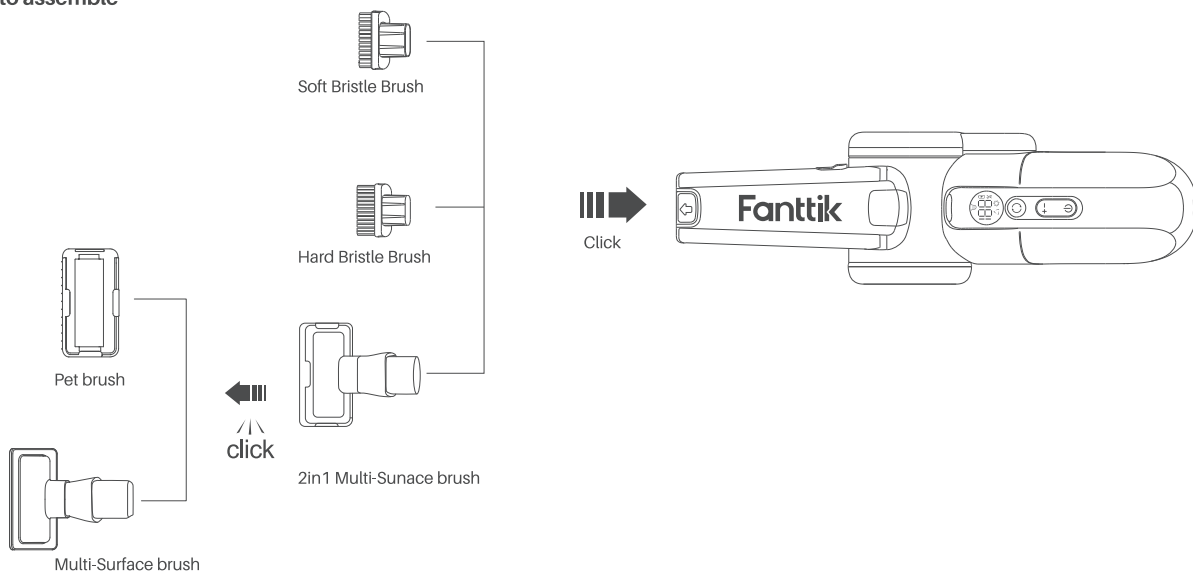 to assemble
Soft Bristle Brush
Hard Bristle Brush
Click
Fanttik
Pet brush
click
2in1 Multi-Sunace brush
Multi-Surface brush